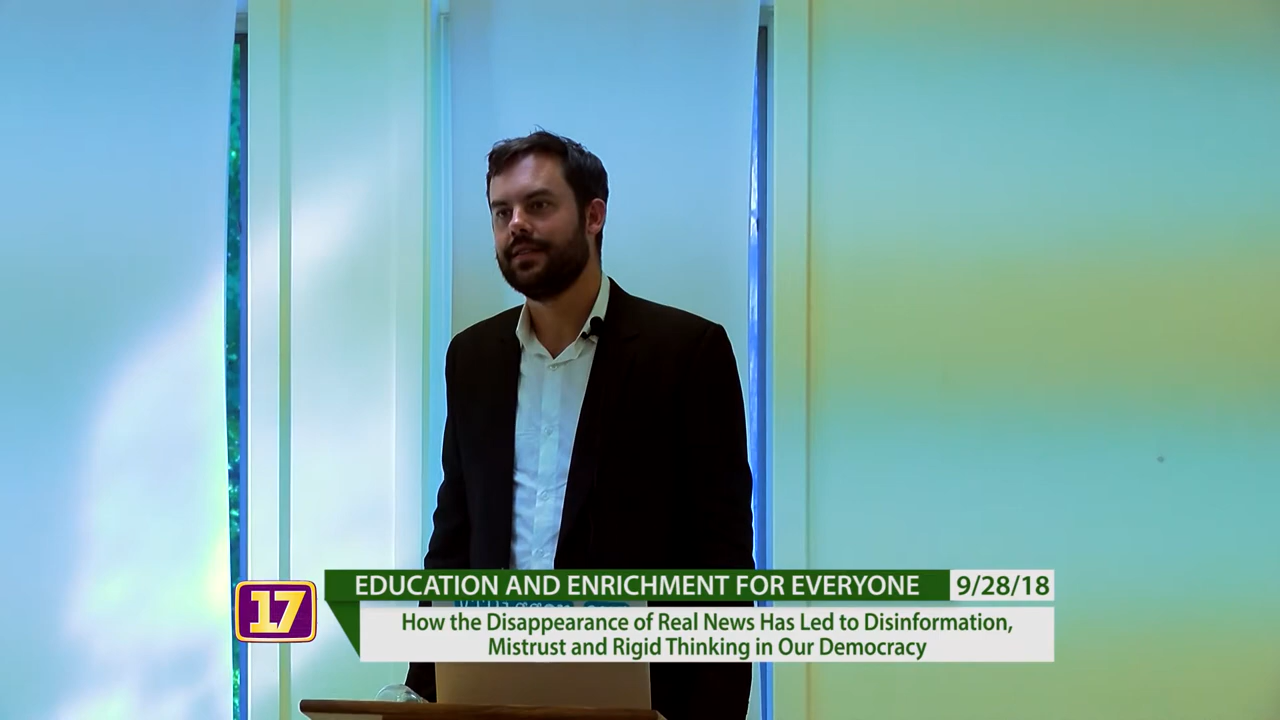 17
EDUCATION AND ENRICHMENT FOR EVERYONE
9/28/18
How the Disappearance of Real News Has Led to Disinformation,
Mistrust and Rigid Thinking in Our Democracy